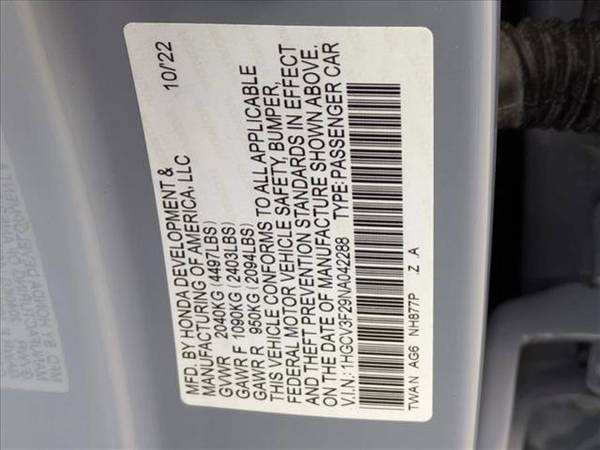 MFD. BY HONDA DEVELOPMENT & 10/22
MANUFACTURING OF AMERICA, LLC
GVWR 2040KG (4497LBS)
GAWR F 1090KG (2403LBS)
GAWR R 950KG (2094LBS)
THIS VEHICLE CONFORMS TO ALL APPLICABLE
FEDERAL MOTOR VEHICLE SAFETY, BUMPER,
AND THEFT PREVENTION STANDARDS IN EFFECT
ON THE DATE OF MANUFACTURE SHOWN ABOVE.
V.I.N.: 1HGCV3F29NA042288 TYPE:PASSENGER CAR
TWAN AG6 NH877P Z A